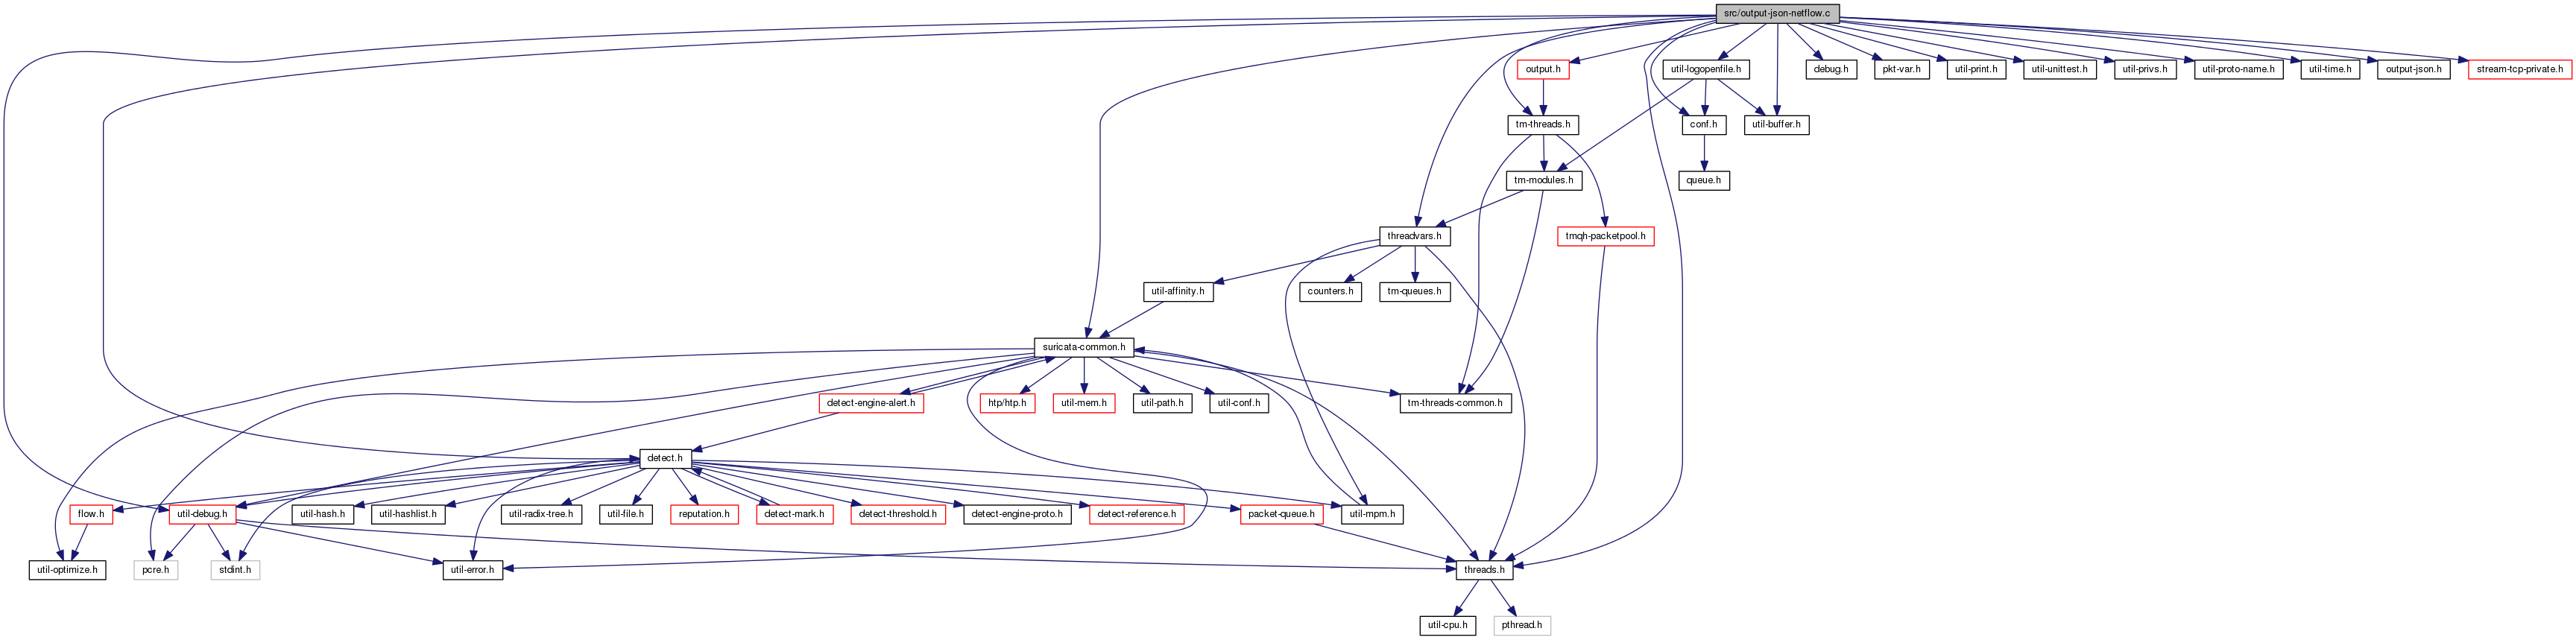 src/output-json-netflow.c
output.h
util-logopenfile.h
debug.h
pkt-var.h
util-print.h
util-unittest.h
util-privs.h
util-proto-name.h
util-time.h
output-json.h
stream-tcp-private.h
tm-threads.h
conf.h
util-buffer.h
tm-modules.h
queue.h
threadvars.h
tmqh-packetpool.h
util-affinity.h
counters.h
tm-queues.h
suricata-common.h
detect-engine-alert.h
htp/htp.h
util-mem.h
util-path.h
util-conf.h
tm-threads-common.h
detect.h
flow.h
util-debug.h
util-hash.h
util-hashlist.h
util-radix-tree.h
util-file.h
reputation.h
detect-mark.h
detect-threshold.h
detect-engine-proto.h
detect-reference.h
packet-queue.h
util-mpm.h
util-optimize.h
pcre.h
stdint.h
util-error.h
threads.h
util-cpu.h
pthread.h